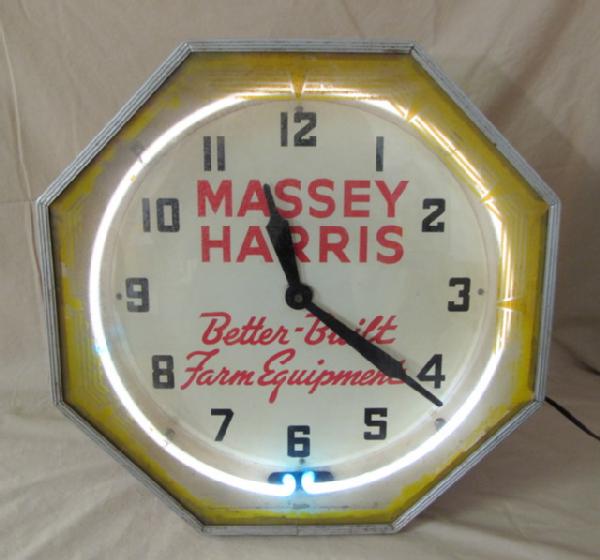 12
11 1
MASSEY
10 2
HARRIS
9 3
Better-Built
8 Farm Equipment 4
7 5
6